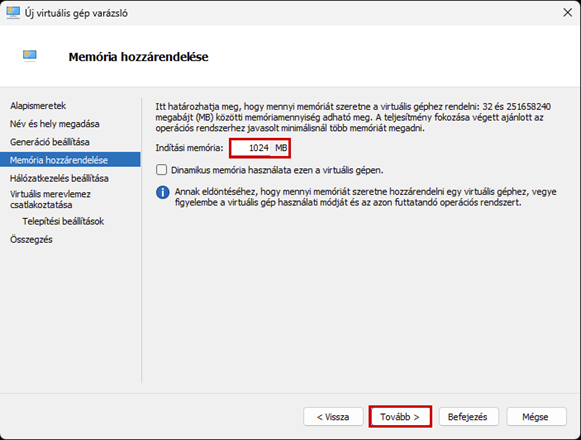 Új virtuális gép varázsló
Memória hozzárendelése
Alapismeretek
Név és hely megadása
Generáció beállítása
Memória hozzárendelése
Hálózatkezelés beállítása
Virtuális merevlemez
csatlakoztatása
Telepítési beállítások
Összegzés
Itt határozhatja meg, hogy mennyi memóriát szeretne a virtuális géphez rendelni: 32 és 251658240
megabájt (MB) közötti memóriamennyiség adható meg. A teljesítmény fokozása végett ajánlott az
operációs rendszerhez javasolt minimálisnál több memóriát megadni.
Indítási memória: 1024 MB
Dinamikus memória használata ezen a virtuális gépen.
Annak eldöntéséhez, hogy mennyi memóriát szeretne hozzárendelni egy virtuális géphez, vegye
figyelembe a virtuális gép használati módját és az azon futtatandó operációs rendszert.
< Vissza
Tovább >
Befejezés
Mégse